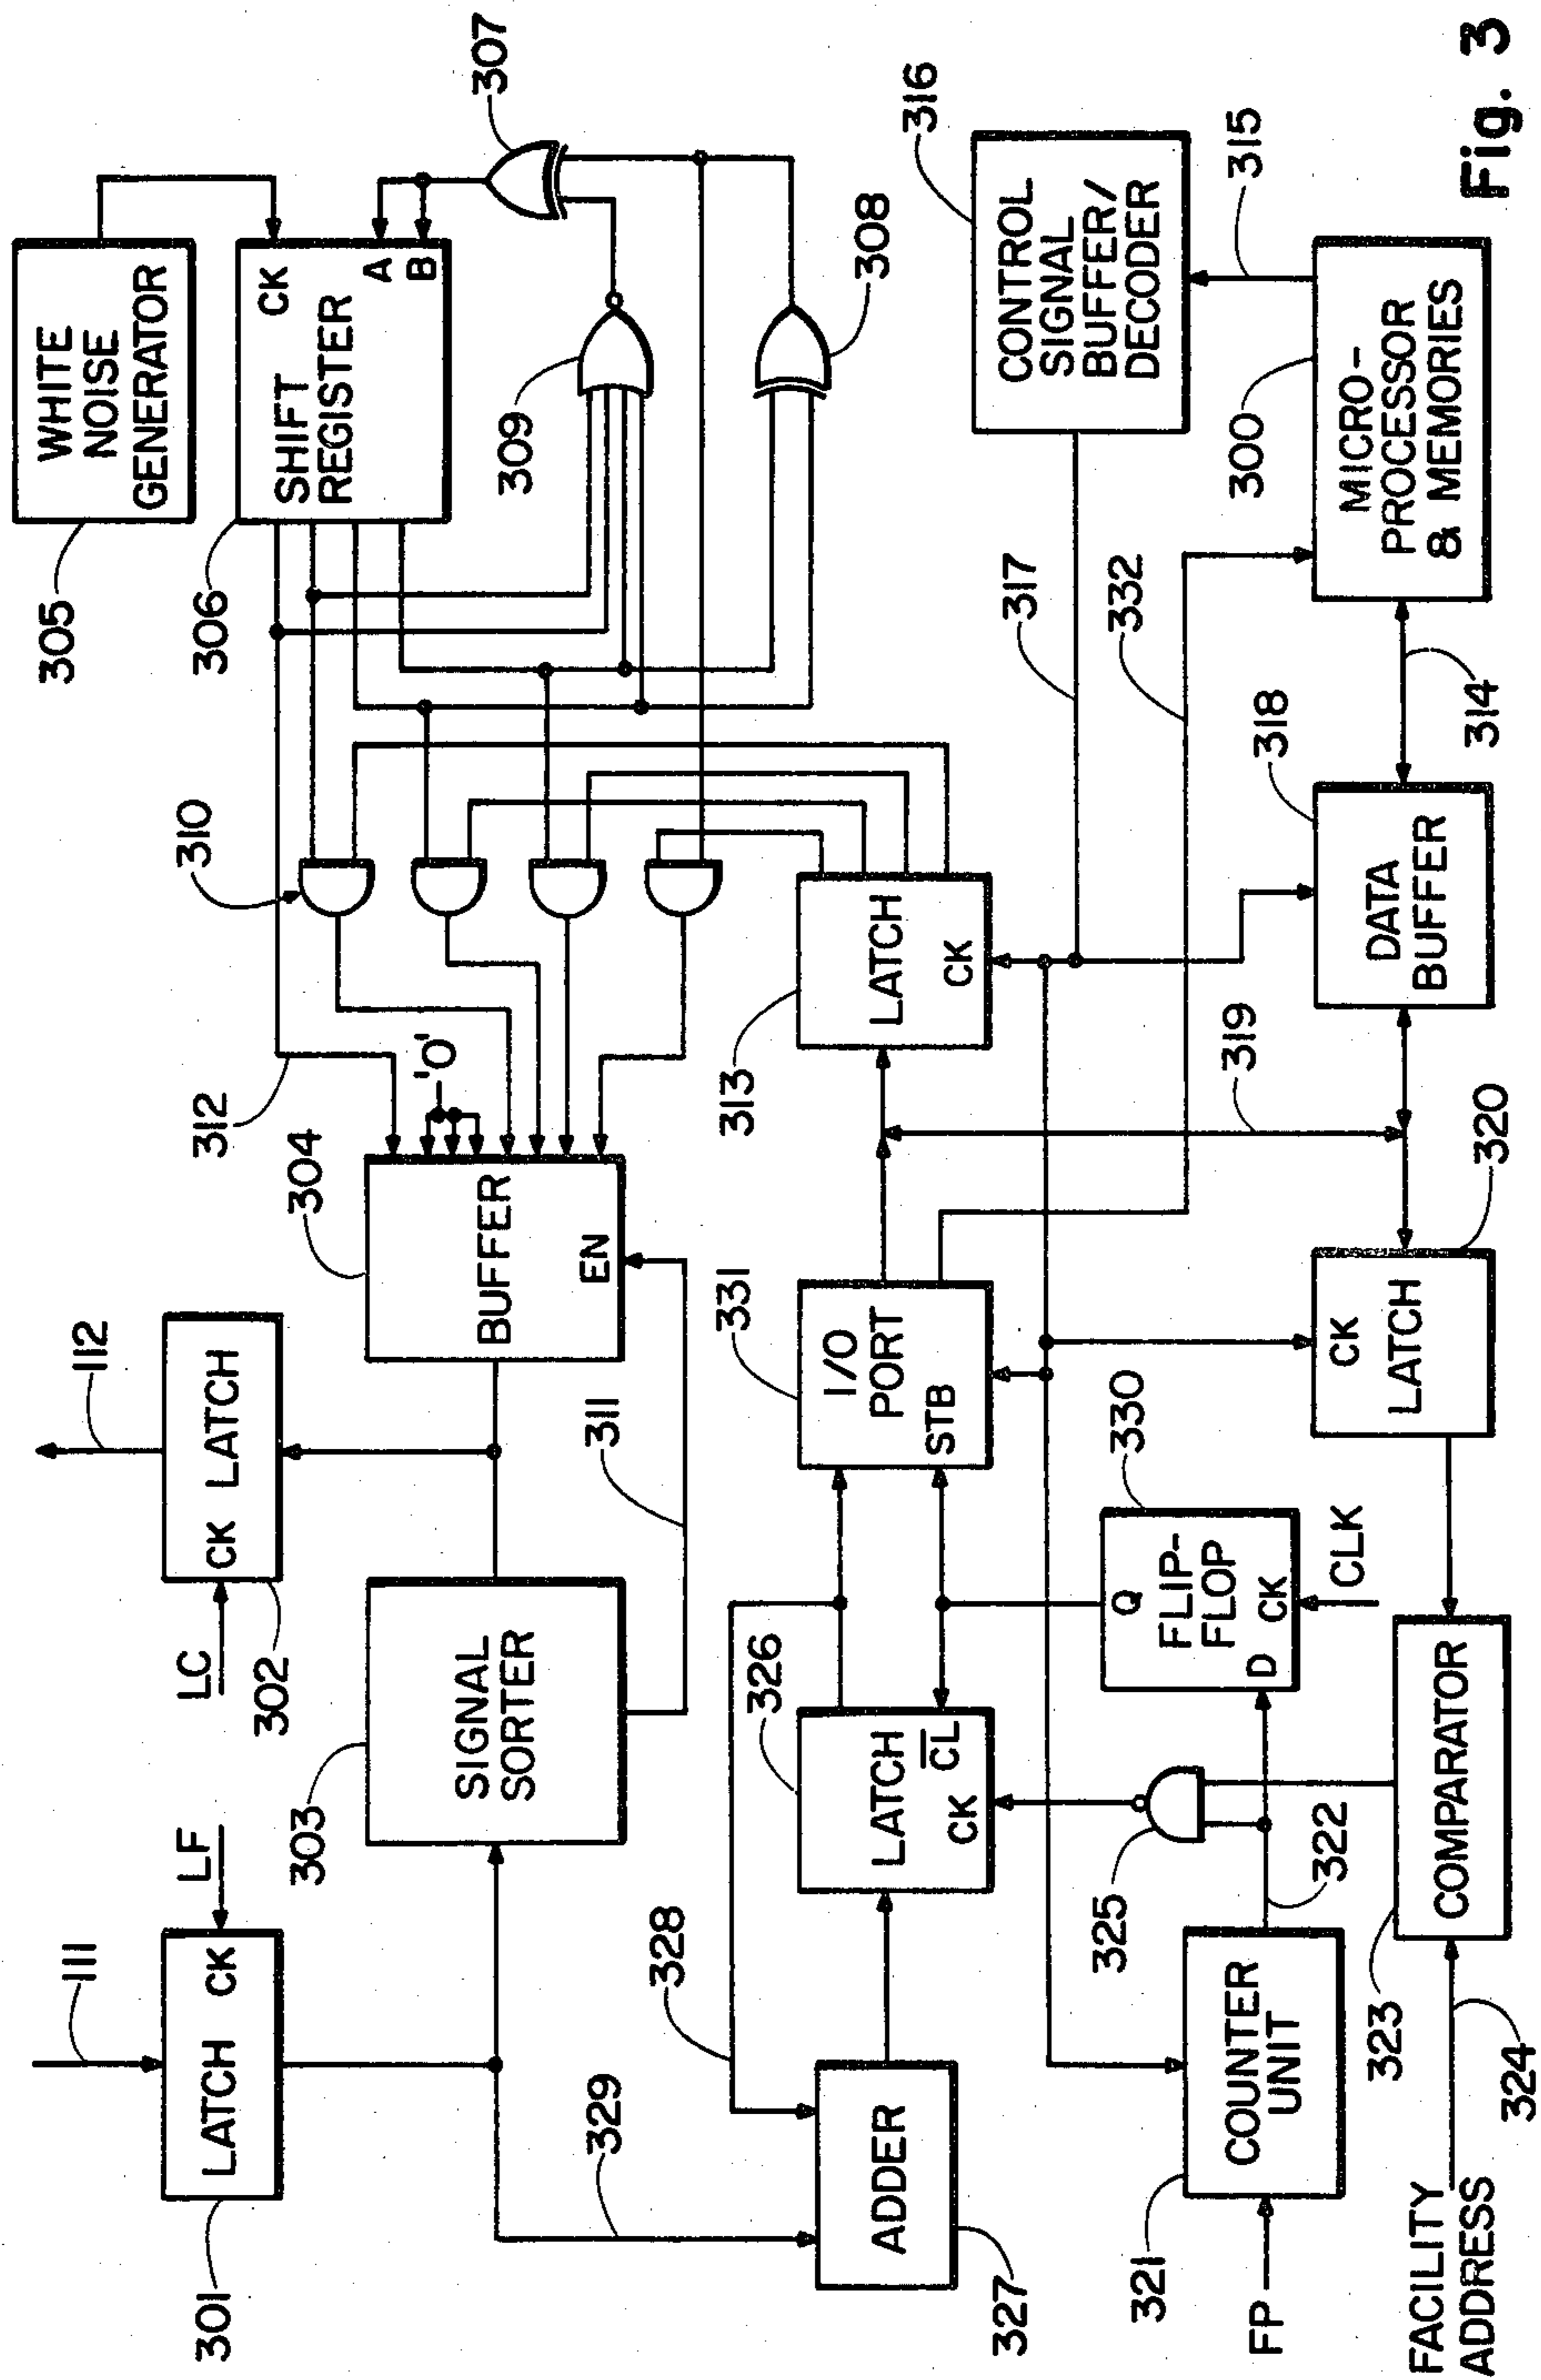 111
LF
LATCH CK
301
LC
CK LATCH
302
112
303
SIGNAL
SORTER
311
304
BUFFER
EN
'0'
312
310
305
WHITE
NOISE
GENERATOR
306
SHIFT
REGISTER
CK
A
B
307
309
308
329
328
ADDER
327
326
LATCH
CL
CK
331
I/O
PORT
STB
313
LATCH
CK
317
332
316
CONTROL
SIGNAL
BUFFER/
DECODER
315
321
FP
COUNTER
UNIT
322
325
330
Q
FLIP-
FLOP
D CK
CLK
319
318
DATA
BUFFER
314
300
MICRO-
PROCESSOR
& MEMORIES
FACILITY
ADDRESS
324
323
COMPARATOR
320
CK
LATCH
Fig. 3